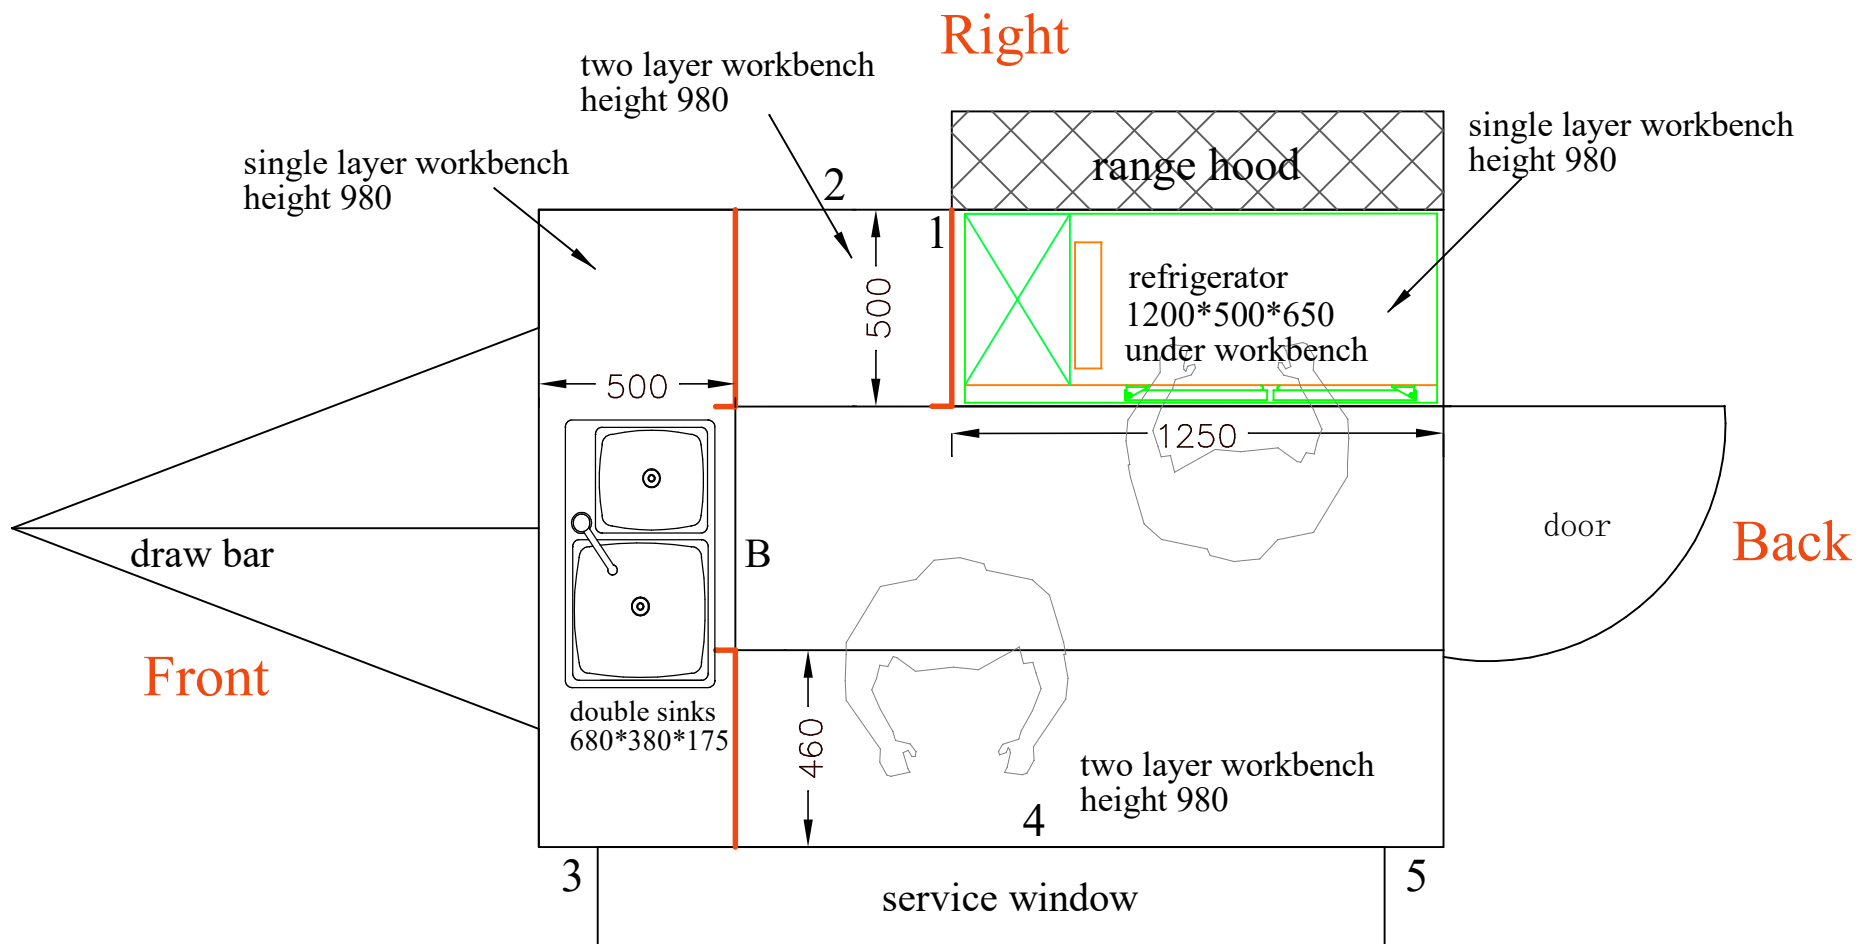 Right
two layer workbench
height 980
single layer workbench
height 980
single layer workbench
height 980
range hood
2
1
500
refrigerator
1200*500*650
under workbench
500
1250
door
Back
draw bar
B
Front
double sinks
680*380*175
460
two layer workbench
height 980
4
3
5
service window